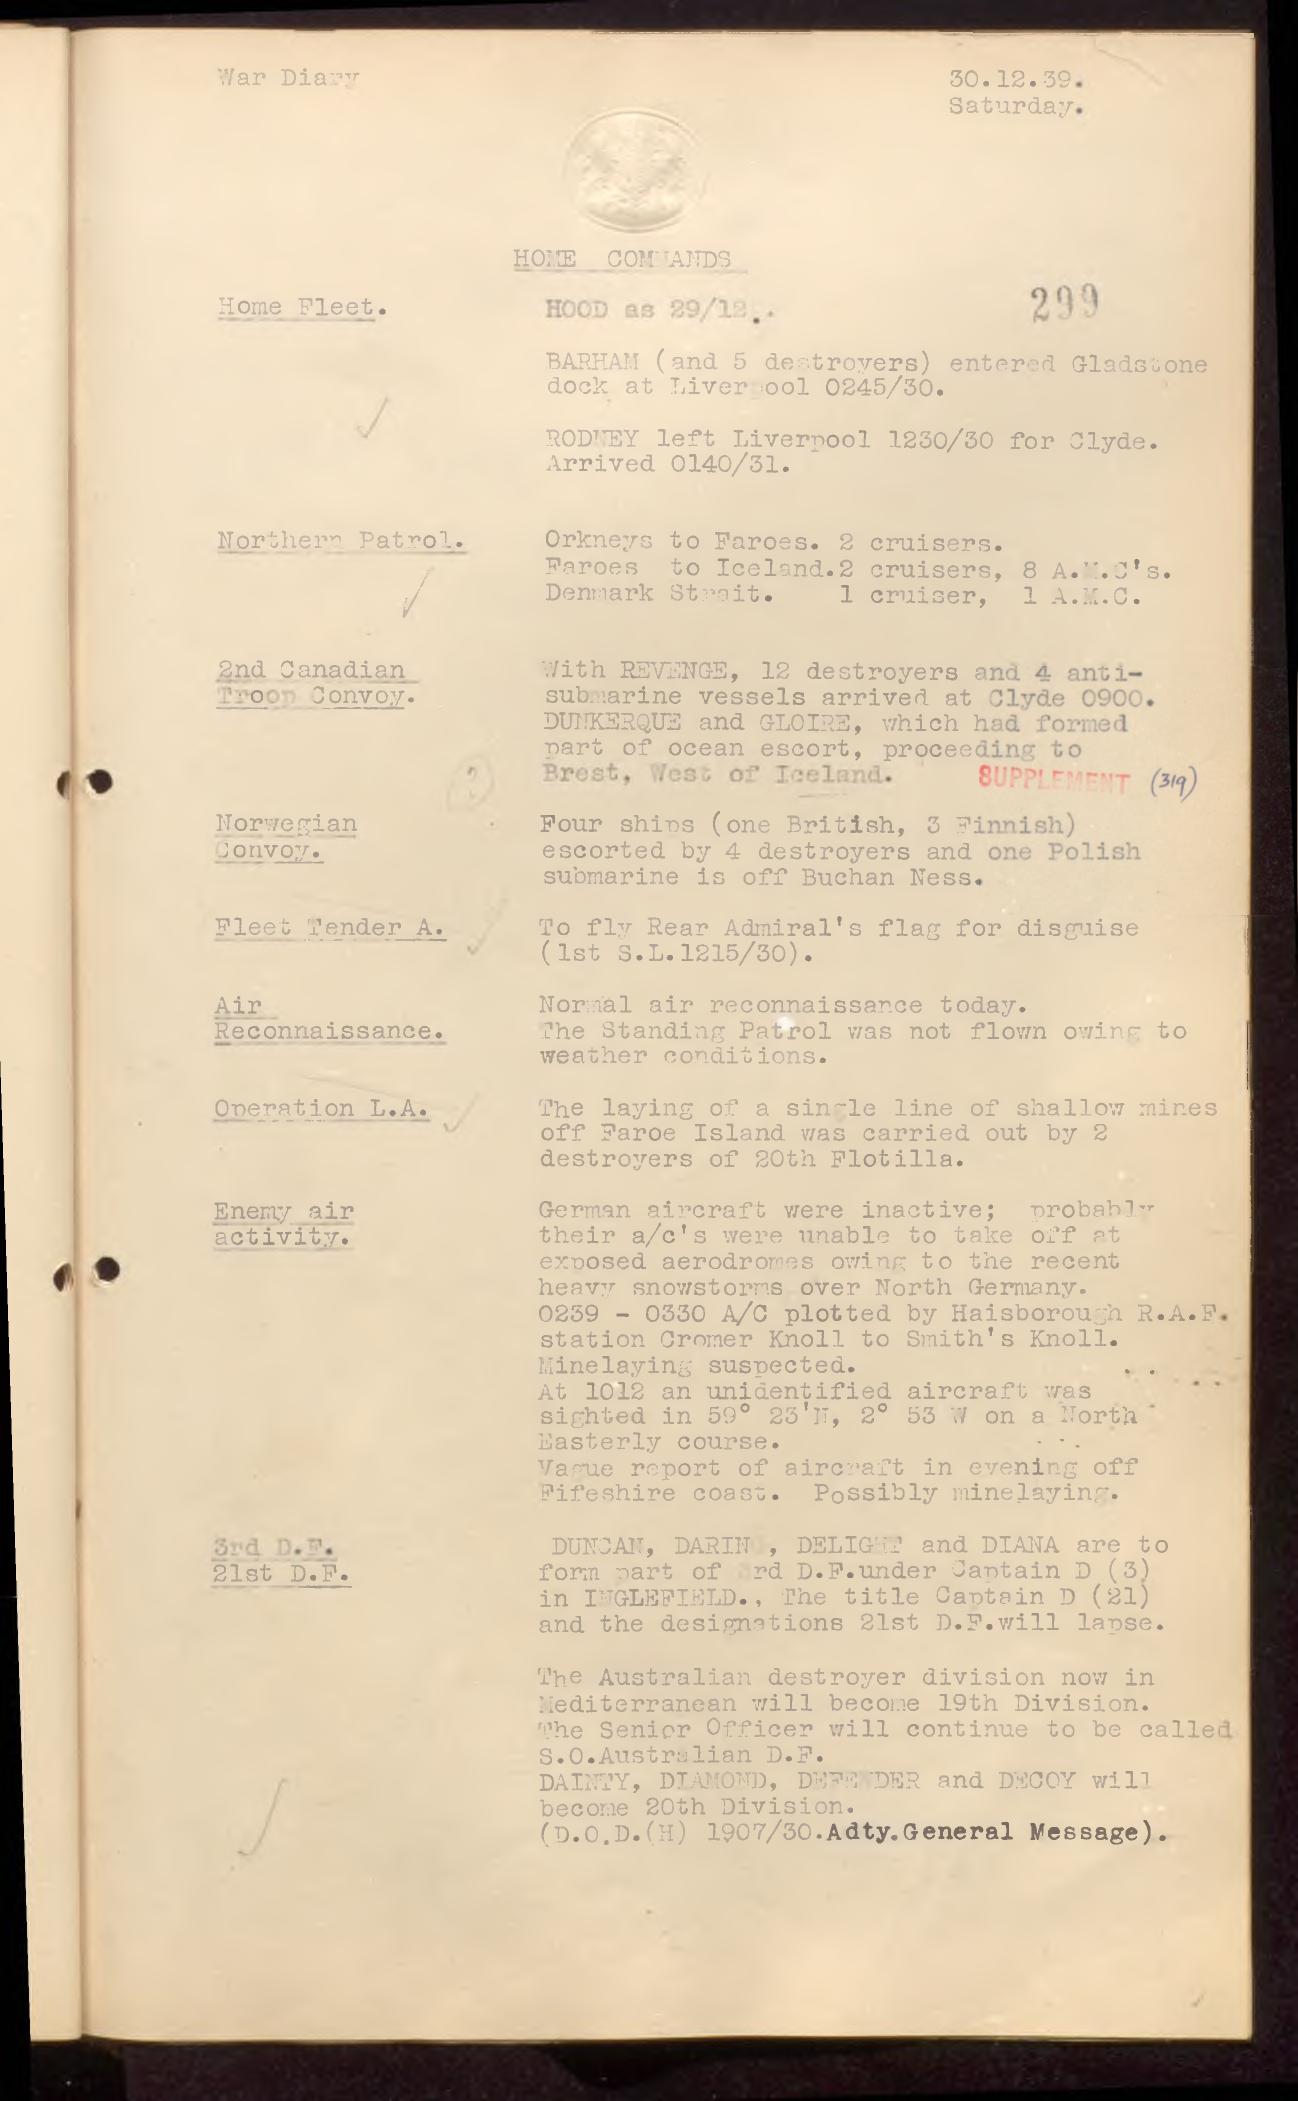 War Diary
30.12.39.
Saturday.
HOME COMMANDS
299
Home Fleet.
HOOD as 29/12..
BARHAM (and 5 destroyers) entered Gladstone
dock at Liverpool 0245/30.
RODNEY left Liverpool 1230/30 for Clyde.
Arrived 0140/31.
Northern Patrol.
Orkneys to Faroes. 2 cruisers.
Faroes to Iceland.2 cruisers, 8 A.M.C's.
Denmark Strait. 1 cruiser, 1 A.M.C.
2nd Canadian
Troop Convoy.
With REVENGE, 12 destroyers and 4 anti-
submarine vessels arrived at Clyde 0900.
DUNKERQUE and GLOIRE, which had formed
part of ocean escort, proceeding to
Brest, West of Iceland.
SUPPLEMENT (319)
?
Norwegian
Convoy.
Four ships (one British, 3 Finnish)
escorted by 4 destroyers and one Polish
submarine is off Buchan Ness.
Fleet Tender A.
To fly Rear Admiral's flag for disguise
(1st S.L.1215/30).
Air
Reconnaissance.
Normal air reconnaissance today.
The Standing Patrol was not flown owing to
weather conditions.
Operation L.A.
The laying of a single line of shallow mines
off Faroe Island was carried out by 2
destroyers of 20th Flotilla.
Enemy air
activity.
German aircraft were inactive; probably
their a/c's were unable to take off at
exposed aerodromes owing to the recent
heavy snowstorms over North Germany.
0239 - 0330 A/C plotted by Haisborough R.A.F.
station Cromer Knoll to Smith's Knoll.
Minelaying suspected.
At 1012 an unidentified aircraft was
sighted in 59° 23'N, 2° 53 W on a North
Easterly course.
Vague report of aircraft in evening off
Fifeshire coast. Possibly minelaying.
3rd D.F.
21st D.F.
DUNCAN, DARING, DELIGHT and DIANA are to
form part of 3rd D.F.under Captain D (3)
in INGLEFIELD., The title Captain D (21)
and the designations 21st D.F.will lapse.
The Australian destroyer division now in
Mediterranean will become 19th Division.
The Senior Officer will continue to be called
S.O.Australian D.F.
DAINTY, DIAMOND, DEFENDER and DECOY will
become 20th Division.
(D.O.D.(H) 1907/30.Adty.General Message).